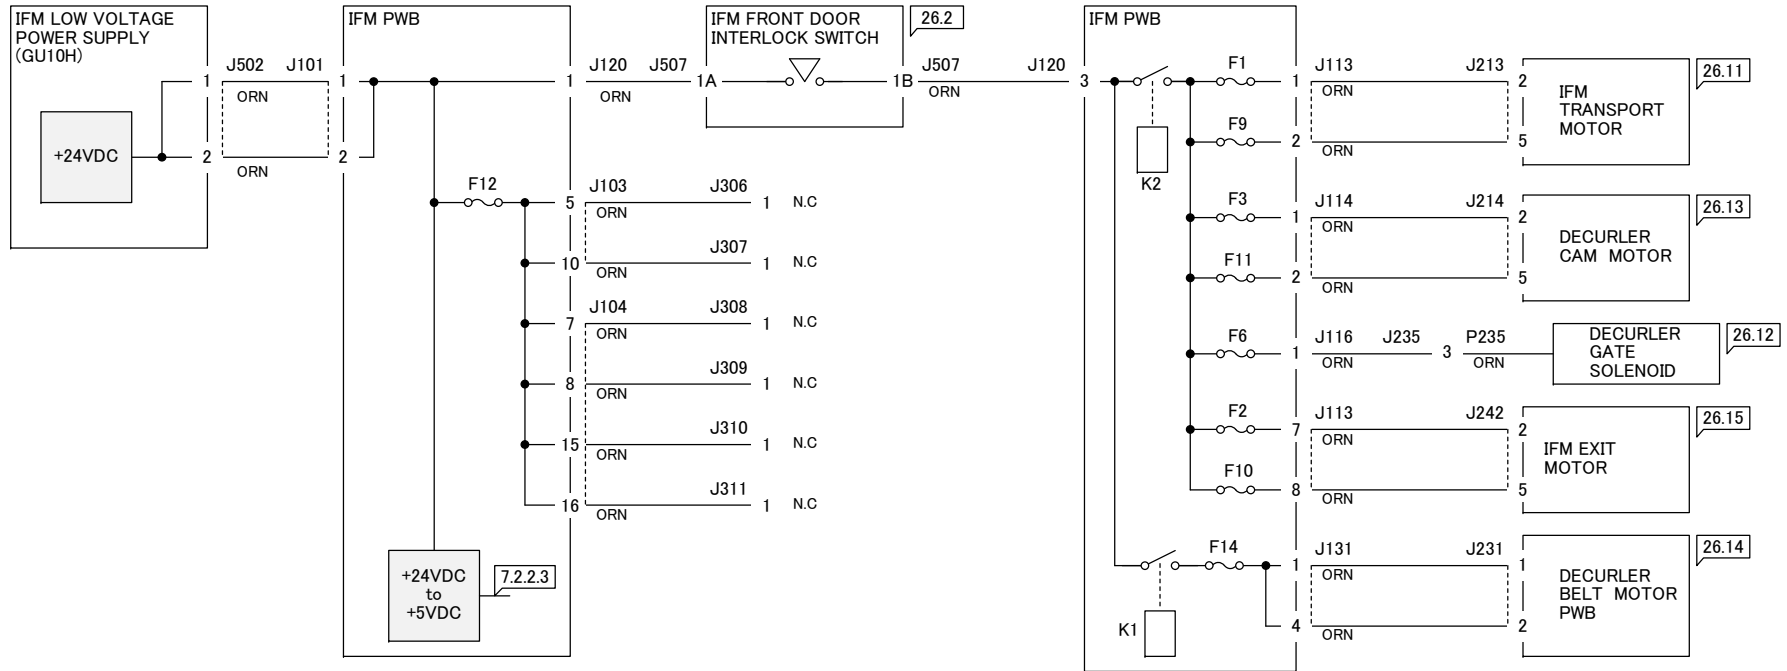 IFM LOW VOLTAGE
POWER SUPPLY
(GU10H)
+24VDC
1
2
J502
J101
ORN
ORN
IFM PWB
1
2
1
F12
5
10
7
8
15
16
+24VDC
to
+5VDC
7.2.2.3
J120
J507
ORN
J103
J306
ORN
1
N.C
J307
ORN
1
N.C
J104
J308
ORN
1
N.C
J309
ORN
1
N.C
J310
ORN
1
N.C
J311
ORN
1
N.C
IFM FRONT DOOR
INTERLOCK SWITCH
26.2
1A
1B
J507
J120
ORN
IFM PWB
3
K2
K1
F1
1
J113
J213
ORN
2
F9
2
ORN
5
IFM
TRANSPORT
MOTOR
26.11
F3
1
J114
J214
ORN
2
F11
2
ORN
5
DECURLER
CAM MOTOR
26.13
F6
1
J116
J235
3
P235
ORN
ORN
DECURLER
GATE
SOLENOID
26.12
F2
7
J113
J242
ORN
2
F10
8
ORN
5
IFM EXIT
MOTOR
26.15
F14
1
J131
J231
ORN
1
4
ORN
2
DECURLER
BELT MOTOR
PWB
26.14